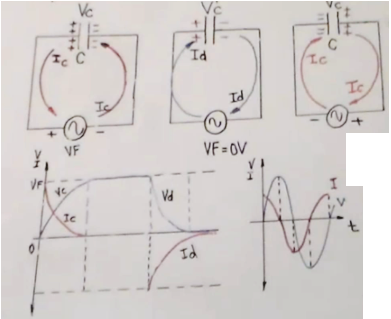 Vc Vc Vc
+ + + + - - - -
+ + - -
+ + - -
Ic C Ic
Id Id
Ic C Ic
+ - - +
VF VF=0V
V
I
VF Vc Vd
Ic
0 Id
V
I
I
V
t